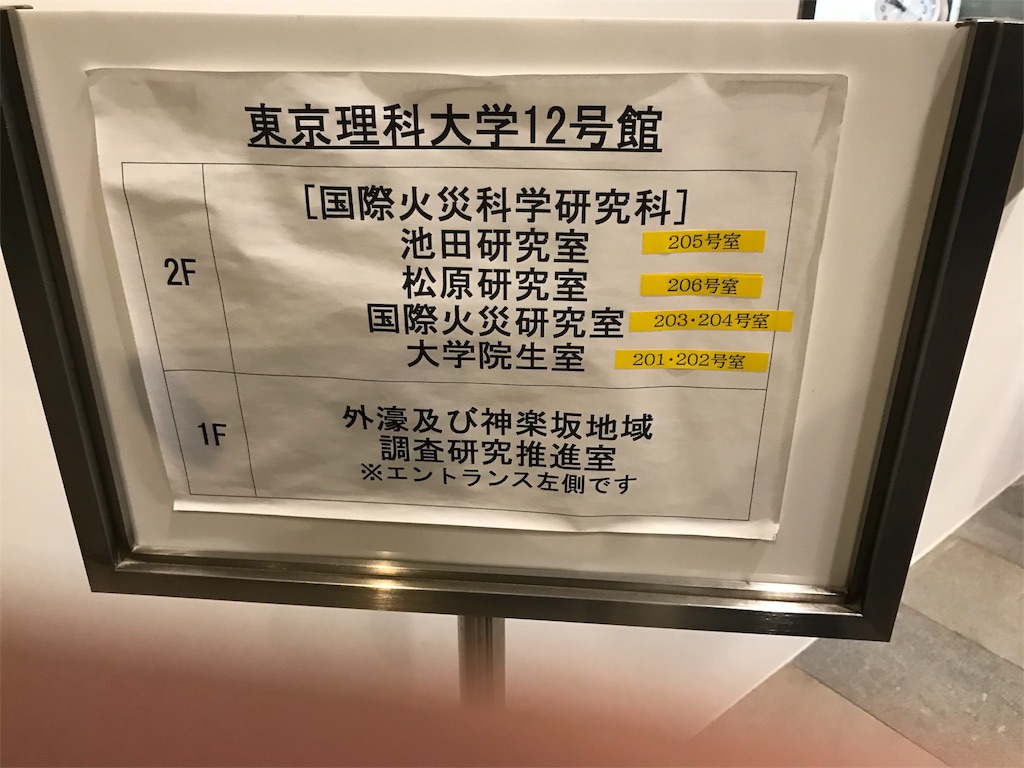 東京理科大学12号館
2F
[国際火災科学研究科]
池田研究室 205号室
松原研究室 206号室
国際火災研究室 203・204号室
大学院生室 201・202号室
1F
外濠及び神楽坂地域
調査研究推進室
※エントランス左側です